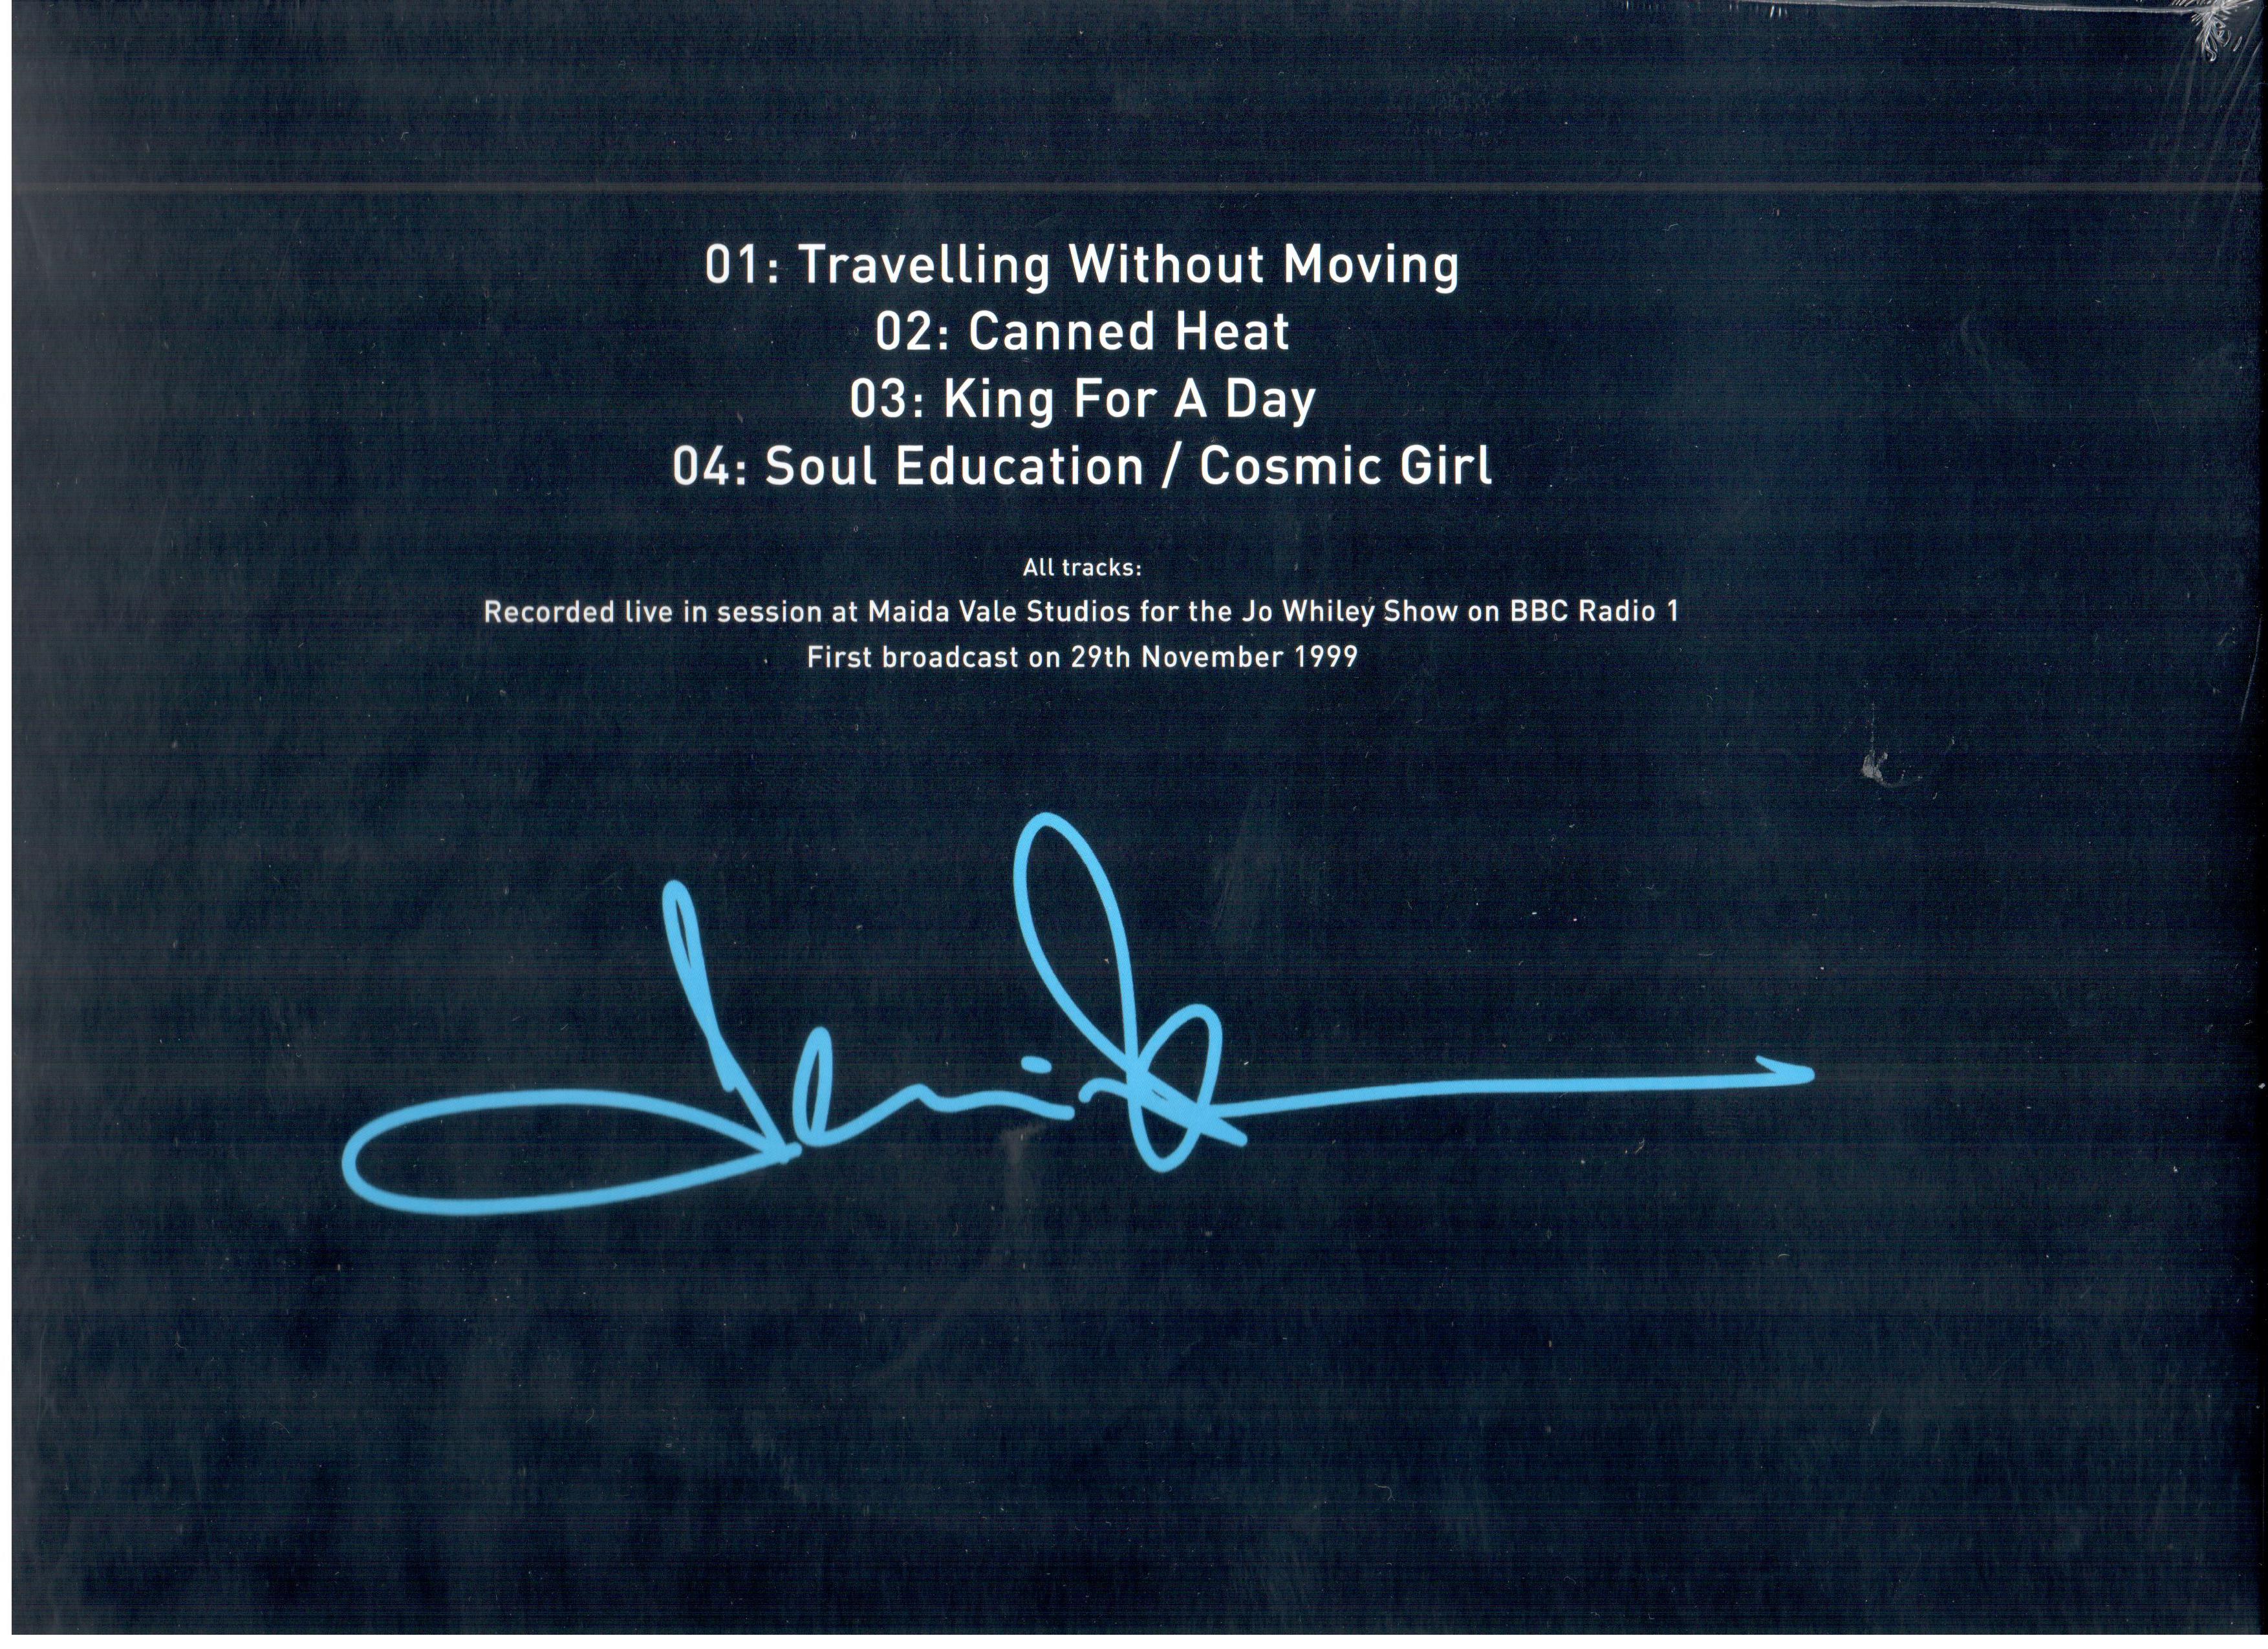 01: Travelling Without Moving
02: Canned Heat
03: King For A Day
04: Soul Education / Cosmic Girl
All tracks:
Recorded live in session at Maida Vale Studios for the Jo Whiley Show on BBC Radio 1
First broadcast on 29th November 1999